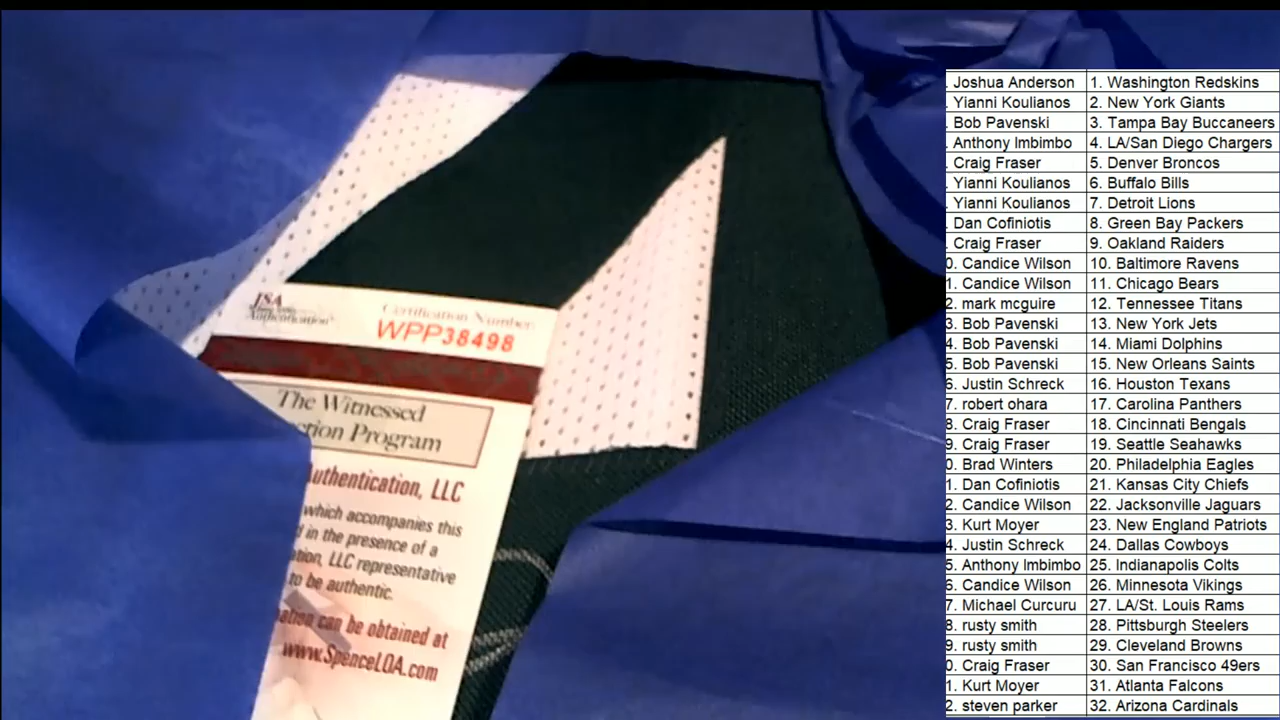 JSA
Authentication
Certification Number:
WPP38498
The Witnessed
ction Program
Authentication, LLC
which accompanies this
d in the presence of a
ation, LLC representative
to be authentic.
ation can be obtained at
www.SpenceLOA.com
. Joshua Anderson 1. Washington Redskins
. Yianni Koulianos 2. New York Giants
. Bob Pavenski 3. Tampa Bay Buccaneers
. Anthony Imbimbo 4. LA/San Diego Chargers
. Craig Fraser 5. Denver Broncos
. Yianni Koulianos 6. Buffalo Bills
. Yianni Koulianos 7. Detroit Lions
. Dan Cofiniotis 8. Green Bay Packers
. Craig Fraser 9. Oakland Raiders
0. Candice Wilson 10. Baltimore Ravens
1. Candice Wilson 11. Chicago Bears
2. mark mcguire 12. Tennessee Titans
3. Bob Pavenski 13. New York Jets
4. Bob Pavenski 14. Miami Dolphins
5. Bob Pavenski 15. New Orleans Saints
6. Justin Schreck 16. Houston Texans
7. robert ohara 17. Carolina Panthers
8. Craig Fraser 18. Cincinnati Bengals
9. Craig Fraser 19. Seattle Seahawks
0. Brad Winters 20. Philadelphia Eagles
1. Dan Cofiniotis 21. Kansas City Chiefs
2. Candice Wilson 22. Jacksonville Jaguars
3. Kurt Moyer 23. New England Patriots
4. Justin Schreck 24. Dallas Cowboys
5. Anthony Imbimbo 25. Indianapolis Colts
6. Candice Wilson 26. Minnesota Vikings
7. Michael Curcuru 27. LA/St. Louis Rams
8. rusty smith 28. Pittsburgh Steelers
9. rusty smith 29. Cleveland Browns
0. Craig Fraser 30. San Francisco 49ers
1. Kurt Moyer 31. Atlanta Falcons
2. steven parker 32. Arizona Cardinals